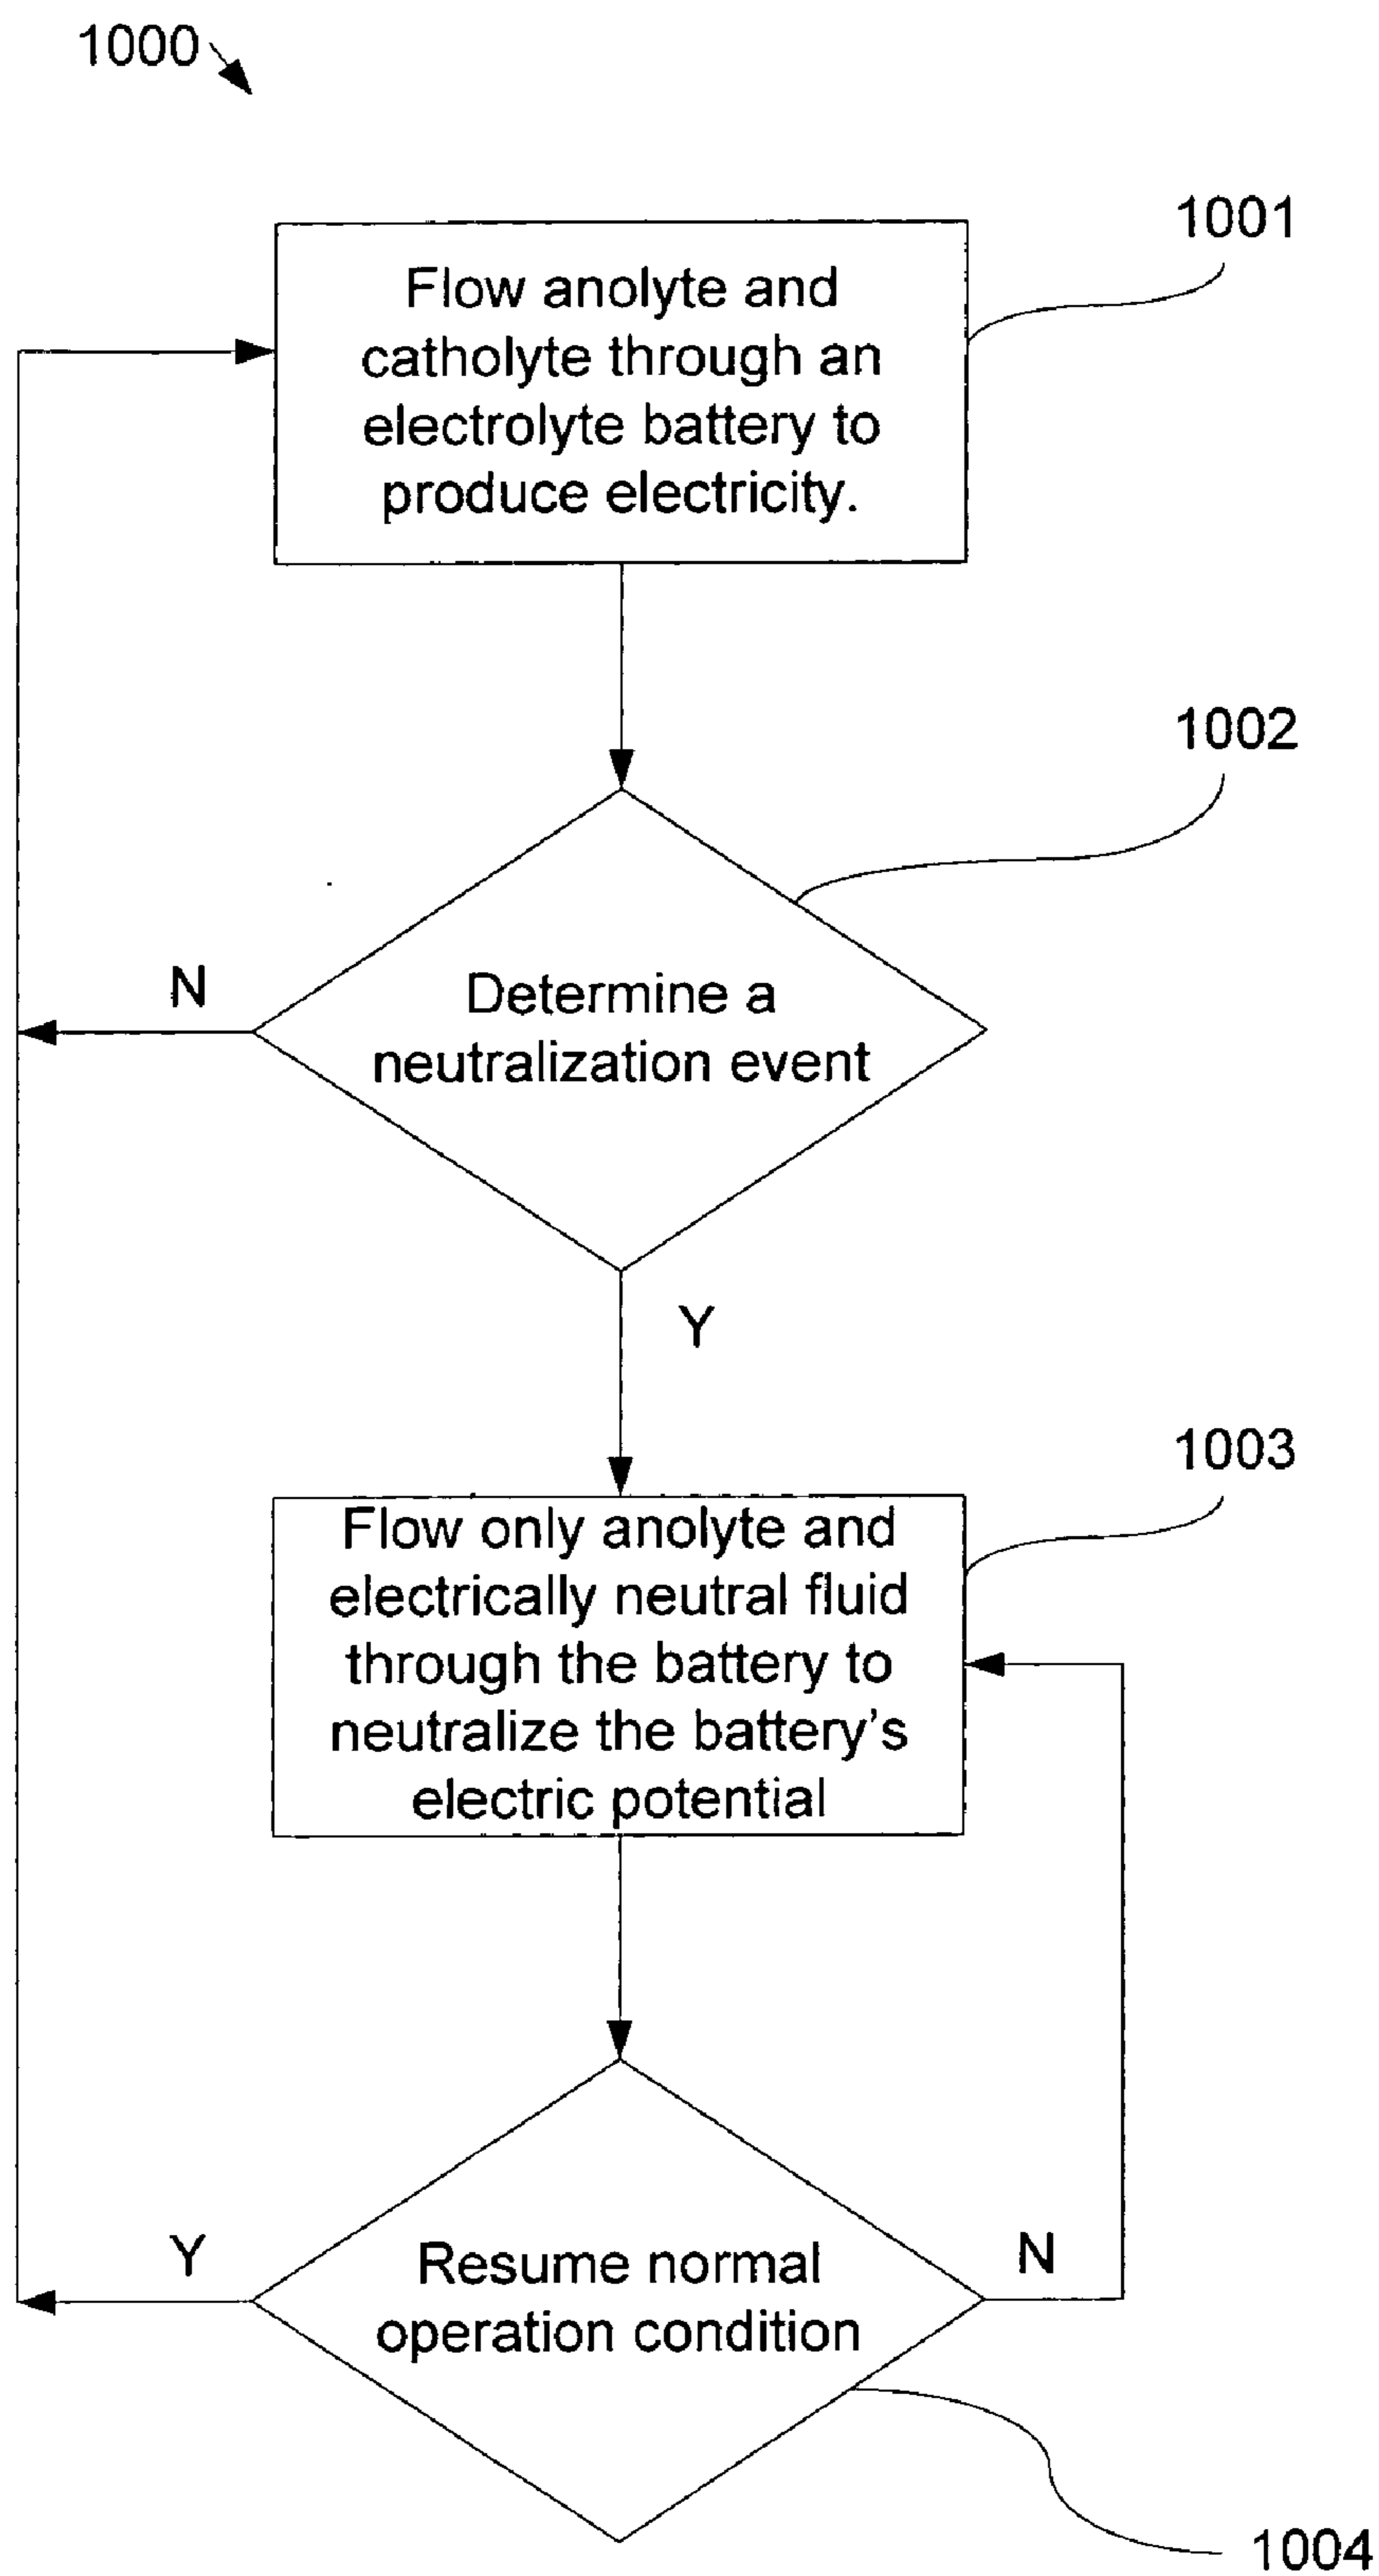 1000
1001
Flow anolyte and
catholyte through an
electrolyte battery to
produce electricity.
1002
N
Determine a
neutralization event
Y
1003
Flow only anolyte and
electrically neutral fluid
through the battery to
neutralize the battery's
electric potential
Y
N
Resume normal
operation condition
1004